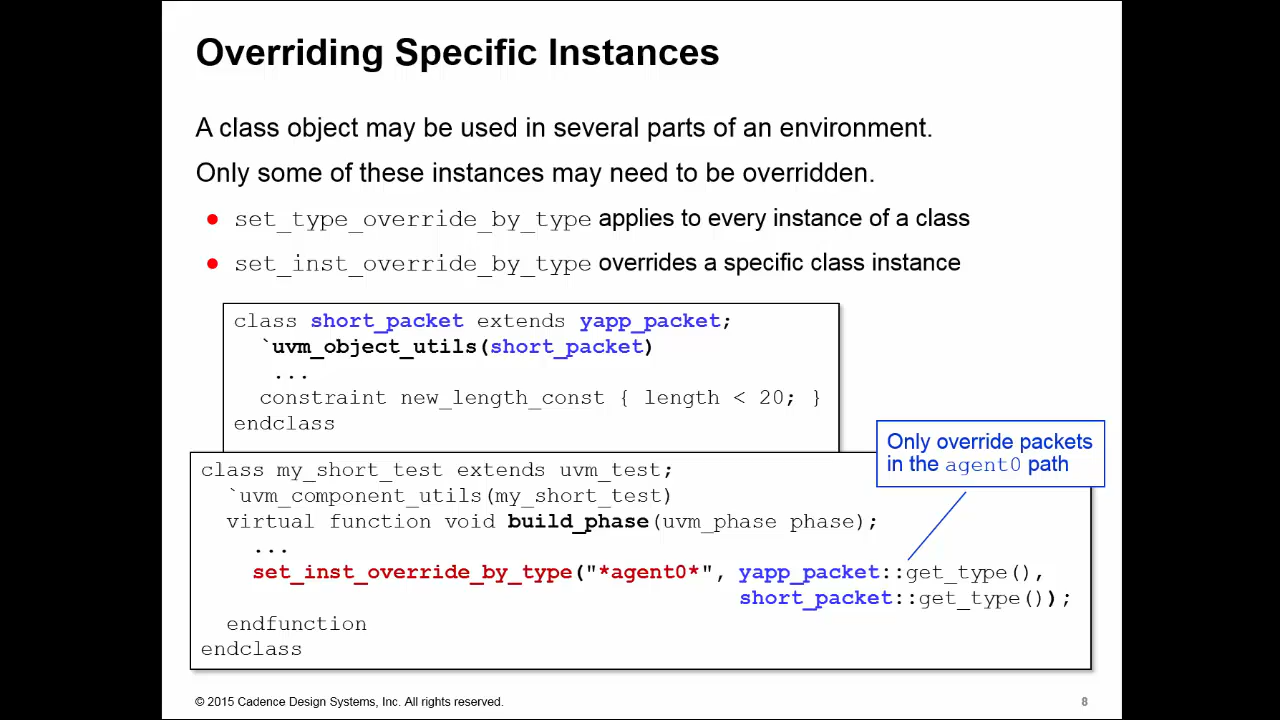 Overriding Specific Instances
A class object may be used in several parts of an environment.
Only some of these instances may need to be overridden.
● set_type_override_by_type applies to every instance of a class
● set_inst_override_by_type overrides a specific class instance
class short_packet extends yapp_packet;
`uvm_object_utils(short_packet)
...
constraint new_length_const { length < 20; }
endclass
Only override packets
in the agent0 path
class my_short_test extends uvm_test;
`uvm_component_utils(my_short_test)
virtual function void build_phase(uvm_phase phase);
...
set_inst_override_by_type("*agent0*", yapp_packet::get_type(),
short_packet::get_type());
endfunction
endclass
© 2015 Cadence Design Systems, Inc. All rights reserved.
8